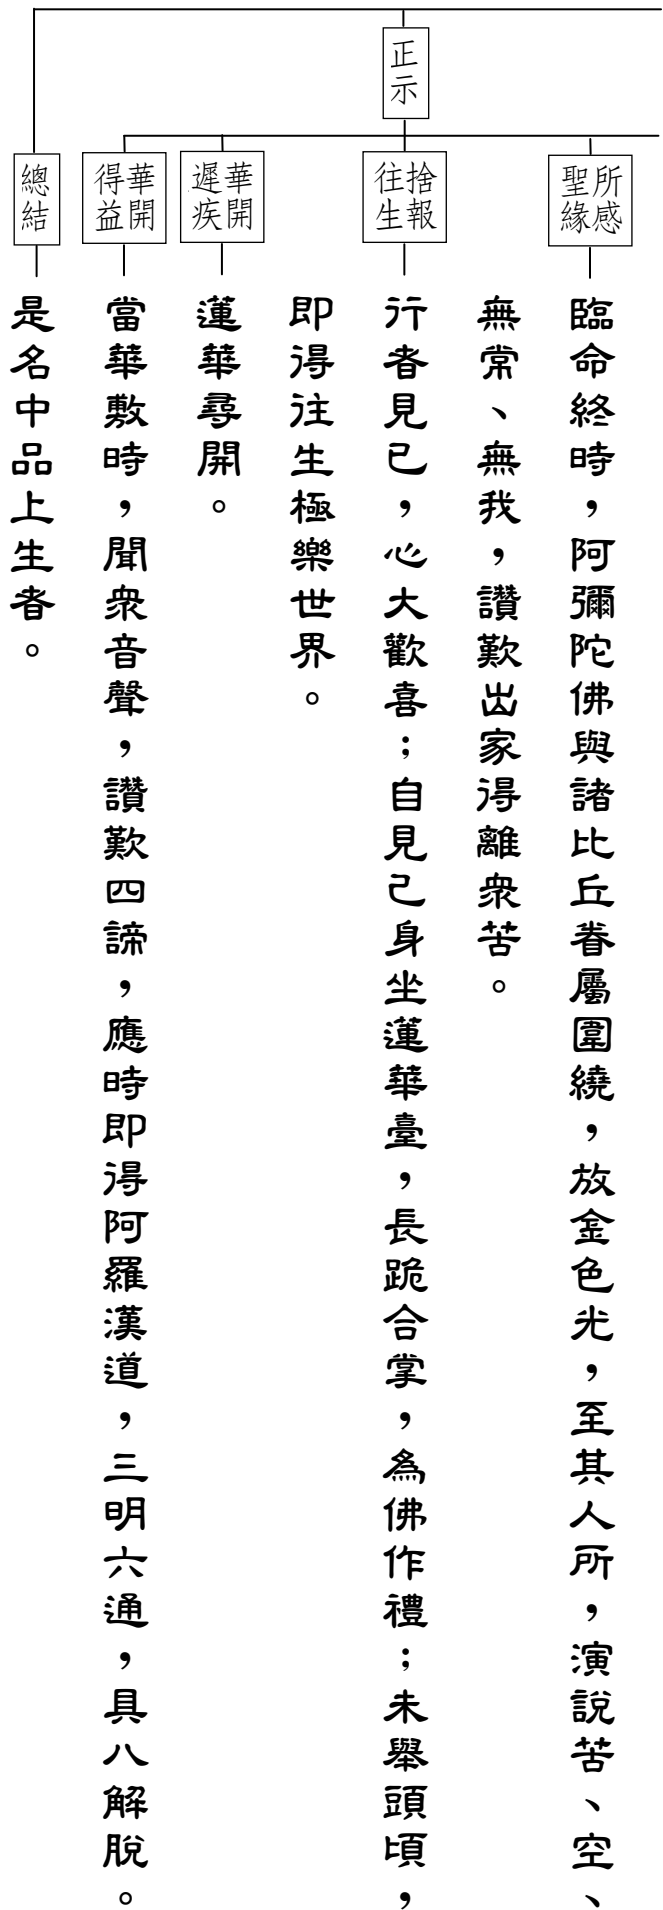 正示
所感
聖緣
捨報
往生
華開
遲疾
華開
得益
總結
臨命終時，阿彌陀佛與諸比丘眷屬圍繞，放金色光，至其人所，演說苦、空、
無常、無我，讚歎出家得離眾苦。
行者見已，心大歡喜；自見己身坐蓮華臺，長跪合掌，為佛作禮；未舉頭頃，
即得往生極樂世界。
蓮華尋開。
當華敷時，聞眾音聲，讚歎四諦，應時即得阿羅漢道，三明六通，具八解脫。
是名中品上生者。